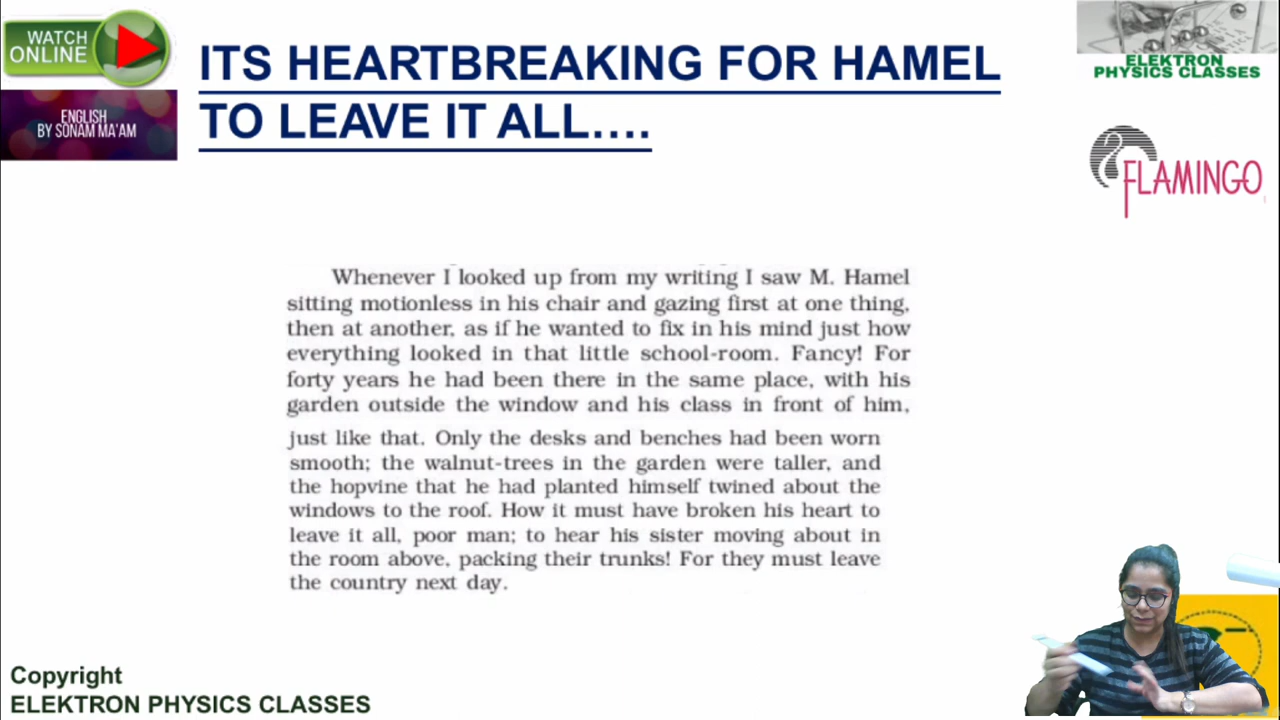 WATCH
ONLINE
ENGLISH
BY SONAM MA'AM
ITS HEARTBREAKING FOR HAMEL
TO LEAVE IT ALL....
ELEKTRON
PHYSICS CLASSES
FLAMINGO
Whenever I looked up from my writing I saw M. Hamel
sitting motionless in his chair and gazing first at one thing,
then at another, as if he wanted to fix in his mind just how
everything looked in that little school-room. Fancy! For
forty years he had been there in the same place, with his
garden outside the window and his class in front of him,
just like that. Only the desks and benches had been worn
smooth; the walnut-trees in the garden were taller, and
the hopvine that he had planted himself twined about the
windows to the roof. How it must have broken his heart to
leave it all, poor man; to hear his sister moving about in
the room above, packing their trunks! For they must leave
the country next day.
Copyright
ELEKTRON PHYSICS CLASSES